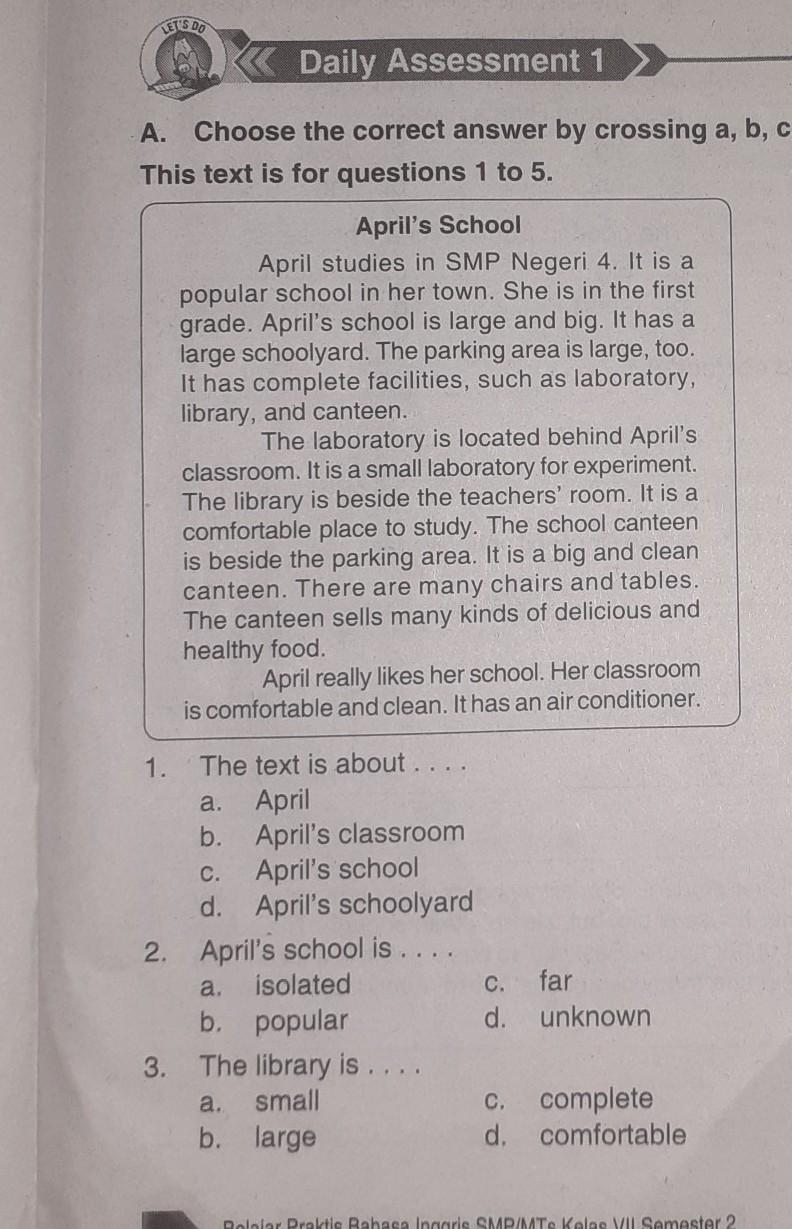 LET'S DO
Daily Assessment 1
A. Choose the correct answer by crossing a, b, c
This text is for questions 1 to 5.
April's School
April studies in SMP Negeri 4. It is a
popular school in her town. She is in the first
grade. April's school is large and big. It has a
large schoolyard. The parking area is large, too.
It has complete facilities, such as laboratory,
library, and canteen.
The laboratory is located behind April's
classroom. It is a small laboratory for experiment.
The library is beside the teachers' room. It is a
comfortable place to study. The school canteen
is beside the parking area. It is a big and clean
canteen. There are many chairs and tables.
The canteen sells many kinds of delicious and
healthy food.
April really likes her school. Her classroom
is comfortable and clean. It has an air conditioner.
1. The text is about . . . .
a. April
b. April's classroom
c. April's school
d. April's schoolyard
2. April's school is . . . .
a. isolated
b. popular
c. far
d. unknown
3. The library is . . . .
a. small
b. large
c. complete
d. comfortable
Belajar Praktis Bahasa Inggris SMP/MTs Kelas VII Semester 2